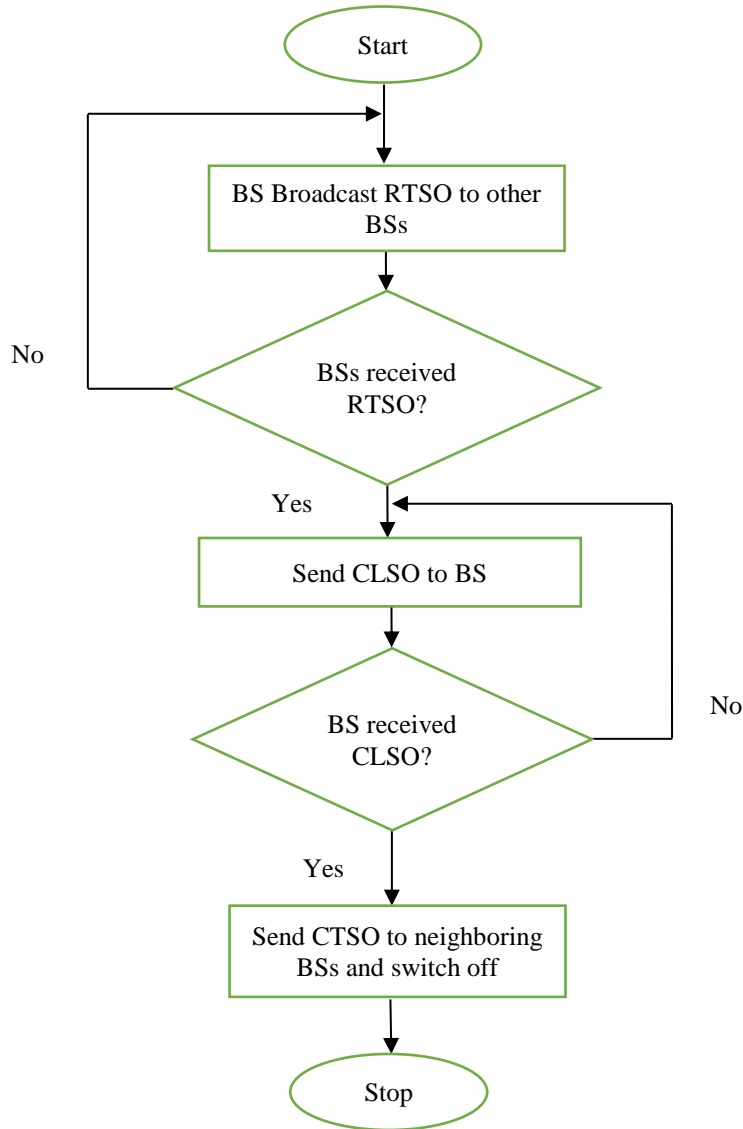 Start
BS Broadcast RTSO to other
BSs
No
BSs received
RTSO?
Yes
Send CLSO to BS
BS received
CLSO?
No
Yes
Send CTSO to neighboring
BSs and switch off
Stop